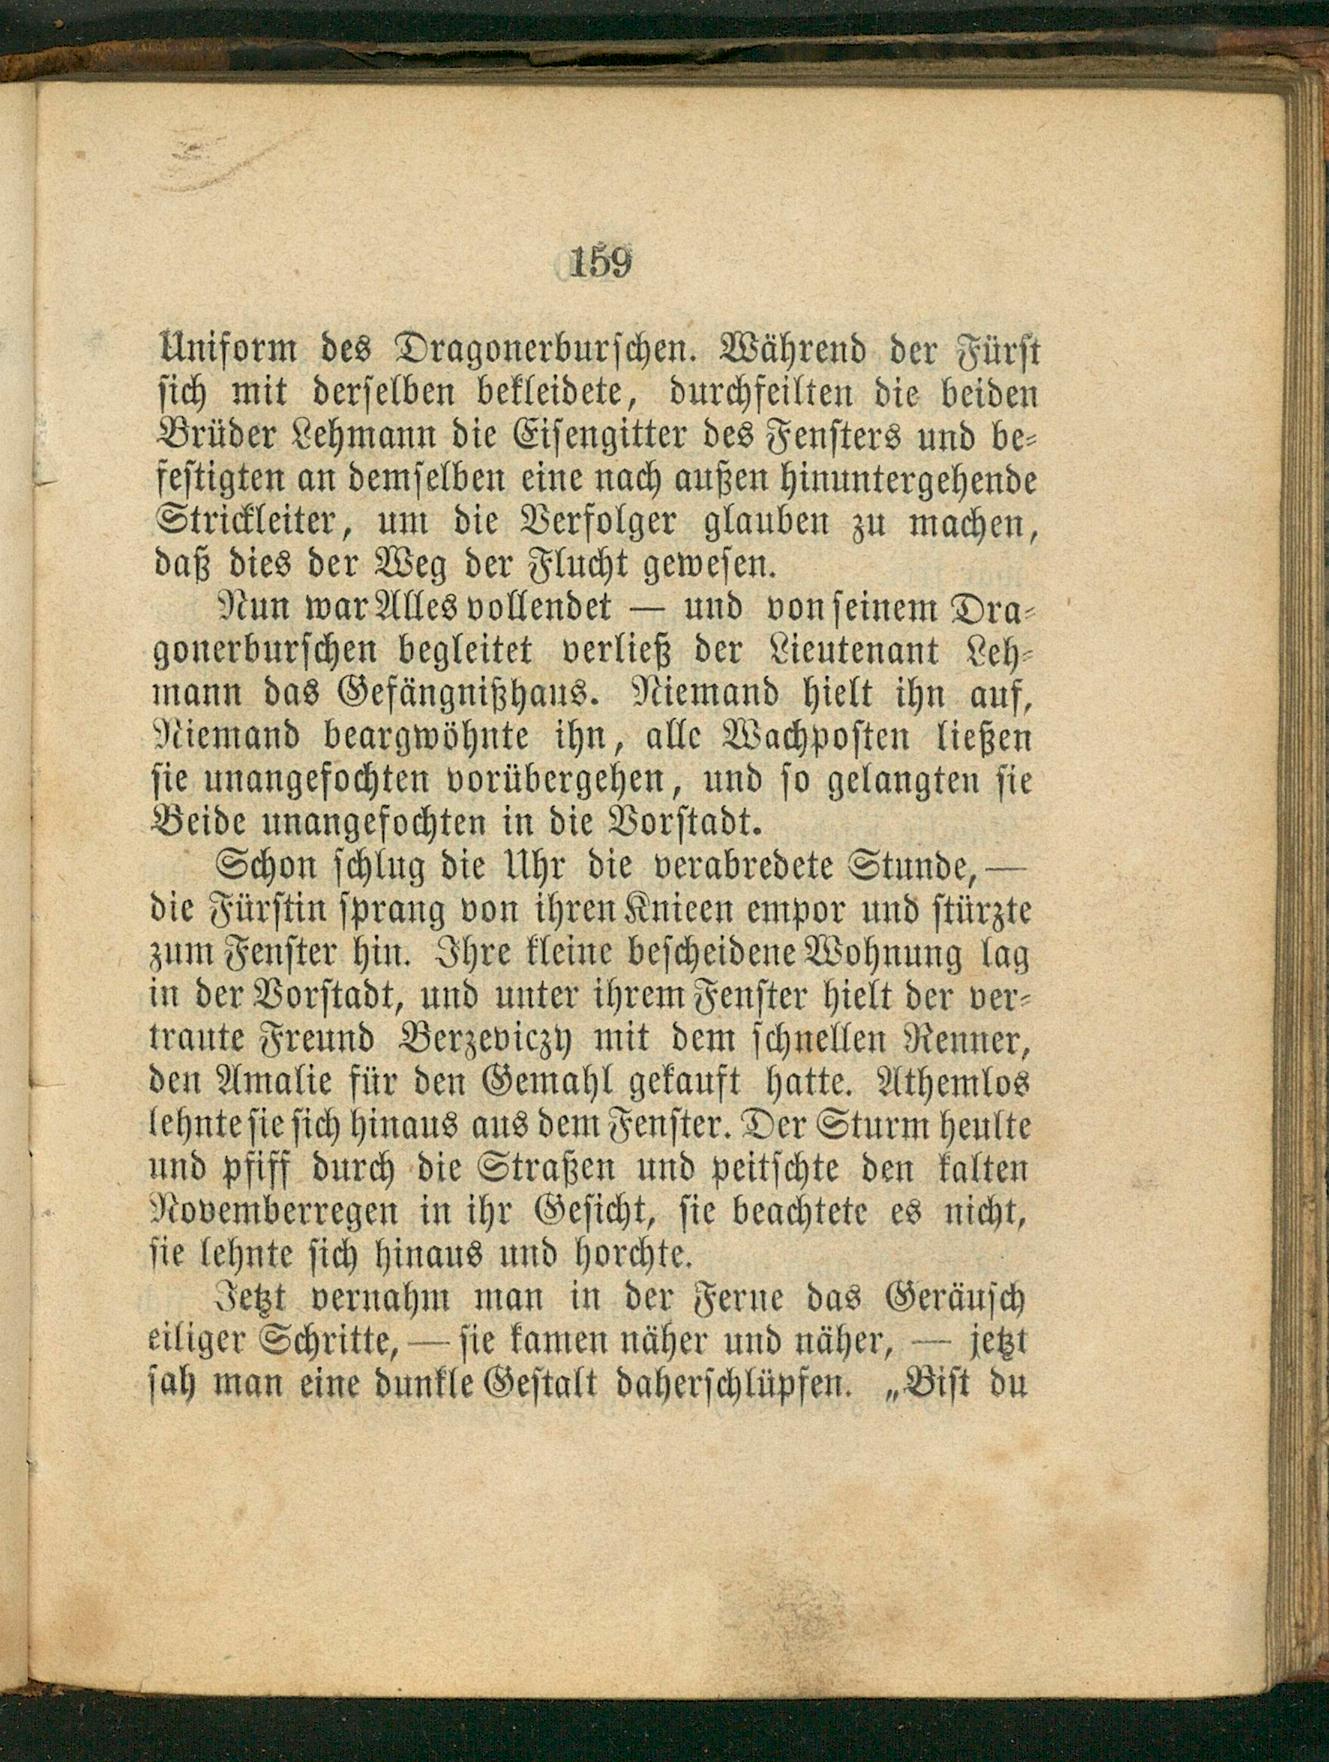 159
Uniform des Dragonerburschen. Während der Fürst
sich mit derselben bekleidete, durchfeilten die beiden
Brüder Lehmann die Eisengitter des Fensters und be-
festigten an demselben eine nach außen hinuntergehende
Strickleiter, um die Verfolger glauben zu machen,
daß dies der Weg der Flucht gewesen.
Nun war Alles vollendet — und von seinem Dra-
gonerburschen begleitet verließ der Lieutenant Leh-
mann das Gefängnißhaus. Niemand hielt ihn auf,
Niemand beargwöhnte ihn, alle Wachposten ließen
sie unangefochten vorübergehen, und so gelangten sie
Beide unangefochten in die Vorstadt.
Schon schlug die Uhr die verabredete Stunde, —
die Fürstin sprang von ihren Knieen empor und stürzte
zum Fenster hin. Ihre kleine bescheidene Wohnung lag
in der Vorstadt, und unter ihrem Fenster hielt der ver-
traute Freund Berzeviczy mit dem schnellen Renner,
den Amalie für den Gemahl gekauft hatte. Athemlos
lehnte sie sich hinaus aus dem Fenster. Der Sturm heulte
und pfiff durch die Straßen und peitschte den kalten
Novemberregen in ihr Gesicht, sie beachtete es nicht,
sie lehnte sich hinaus und horchte.
Jetzt vernahm man in der Ferne das Geräusch
eiliger Schritte, — sie kamen näher und näher, — jetzt
sah man eine dunkle Gestalt daherschlüpfen. „Bist du